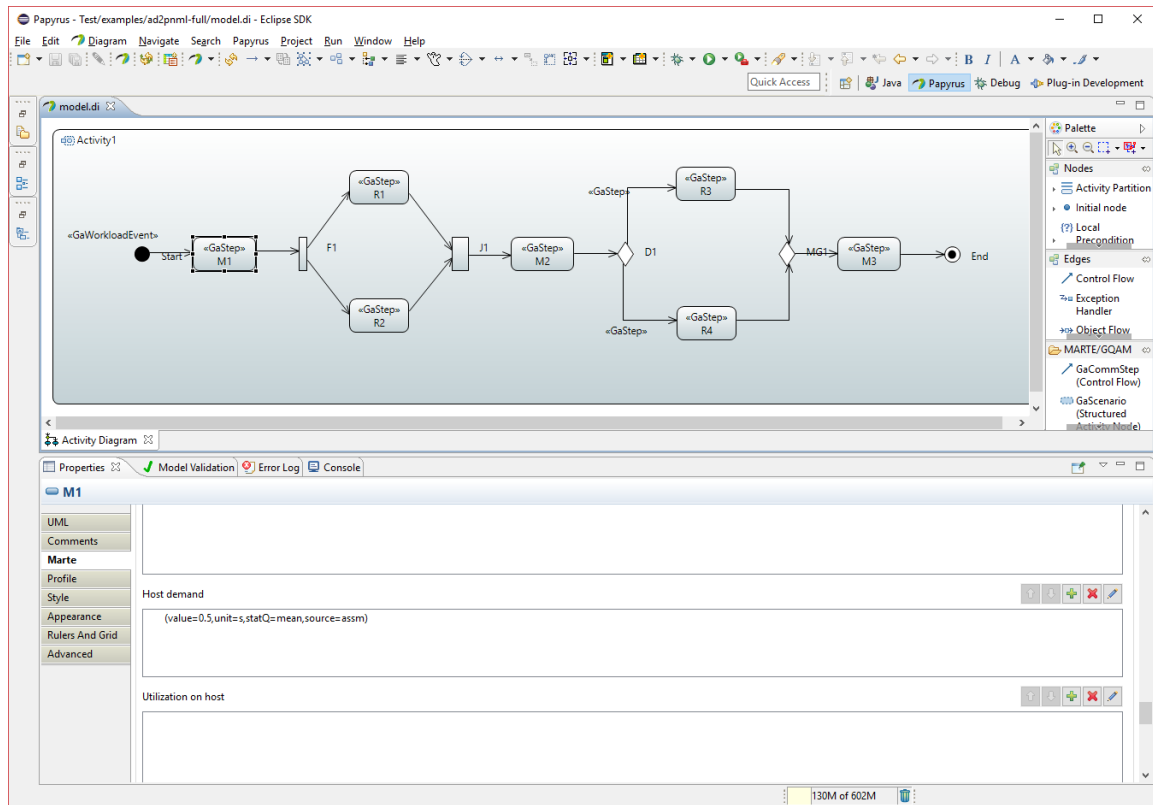 Papyrus - Test/examples/ad2pnml-full/model.di - Eclipse SDK
File Edit Diagram Navigate Search Papyrus Project Run Window Help
B I A
Quick Access Java Papyrus Debug Plug-in Development
model.di
Activity1
«GaWorkloadEvent»
Start
«GaStep»
M1
F1
«GaStep»
R1
«GaStep»
R2
J1
«GaStep»
M2
«GaStep»
D1
«GaStep»
«GaStep»
R3
«GaStep»
R4
MG1
«GaStep»
M3
End
Palette
Nodes
Activity Partition
Initial node
(?) Local
Precondition
Edges
Control Flow
Exception
Handler
Object Flow
MARTE/GQAM
GaCommStep
(Control Flow)
GaScenario
(Structured
Activity Node)
Activity Diagram
Properties Model Validation Error Log Console
M1
UML
Comments
Marte
Profile
Style
Appearance
Rulers And Grid
Advanced
Host demand
(value=0.5,unit=s,statQ=mean,source=assm)
Utilization on host
130M of 602M